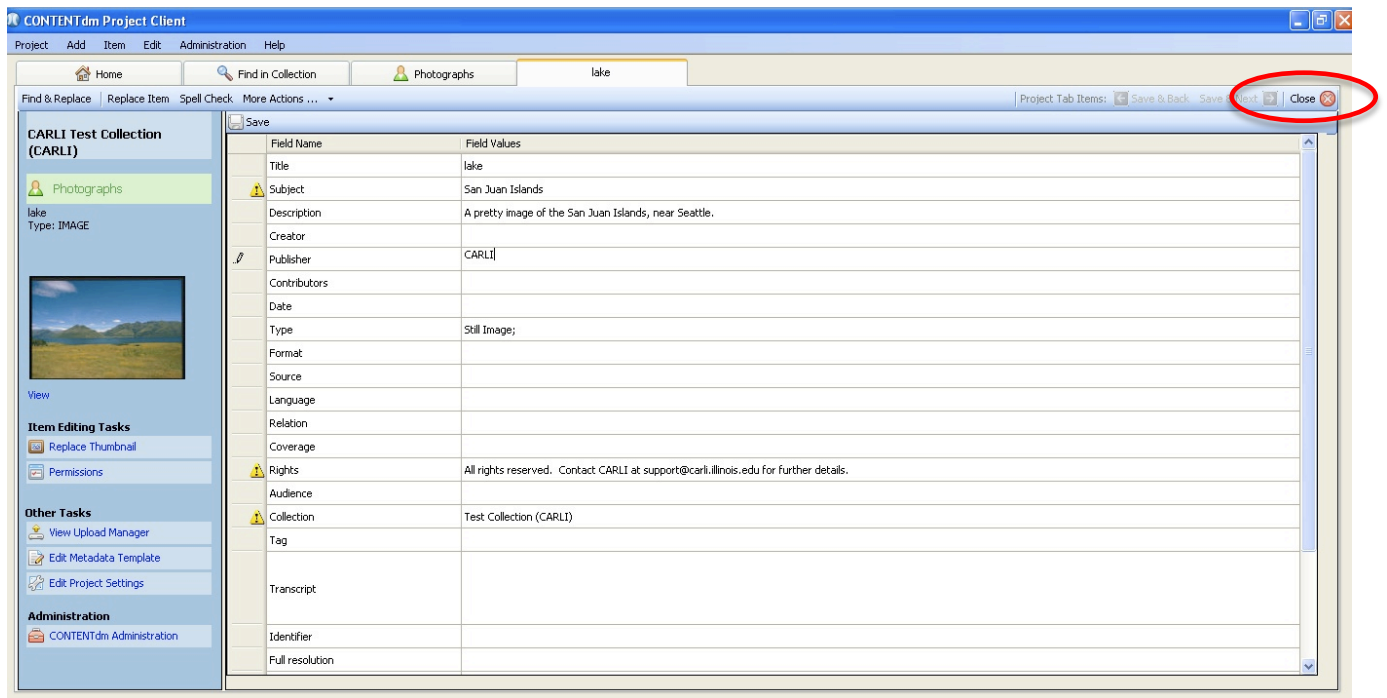 CONTENTdm Project Client
Project Add Item Edit Administration Help
Home Find in Collection Photographs lake
Find & Replace Replace Item Spell Check More Actions ... Project Tab Items: Save & Back Save & Next Close
CARLI Test Collection
(CARLI)
Photographs
lake
Type: IMAGE
View
Item Editing Tasks
Replace Thumbnail
Permissions
Other Tasks
View Upload Manager
Edit Metadata Template
Edit Project Settings
Administration
CONTENTdm Administration
Save
Field Name Field Values
Title lake
Subject San Juan Islands
Description A pretty image of the San Juan Islands, near Seattle.
Creator
Publisher CARLI
Contributors
Date
Type Still Image;
Format
Source
Language
Relation
Coverage
Rights All rights reserved. Contact CARLI at support@carli.illinois.edu for further details.
Audience
Collection Test Collection (CARLI)
Tag
Transcript
Identifier
Full resolution